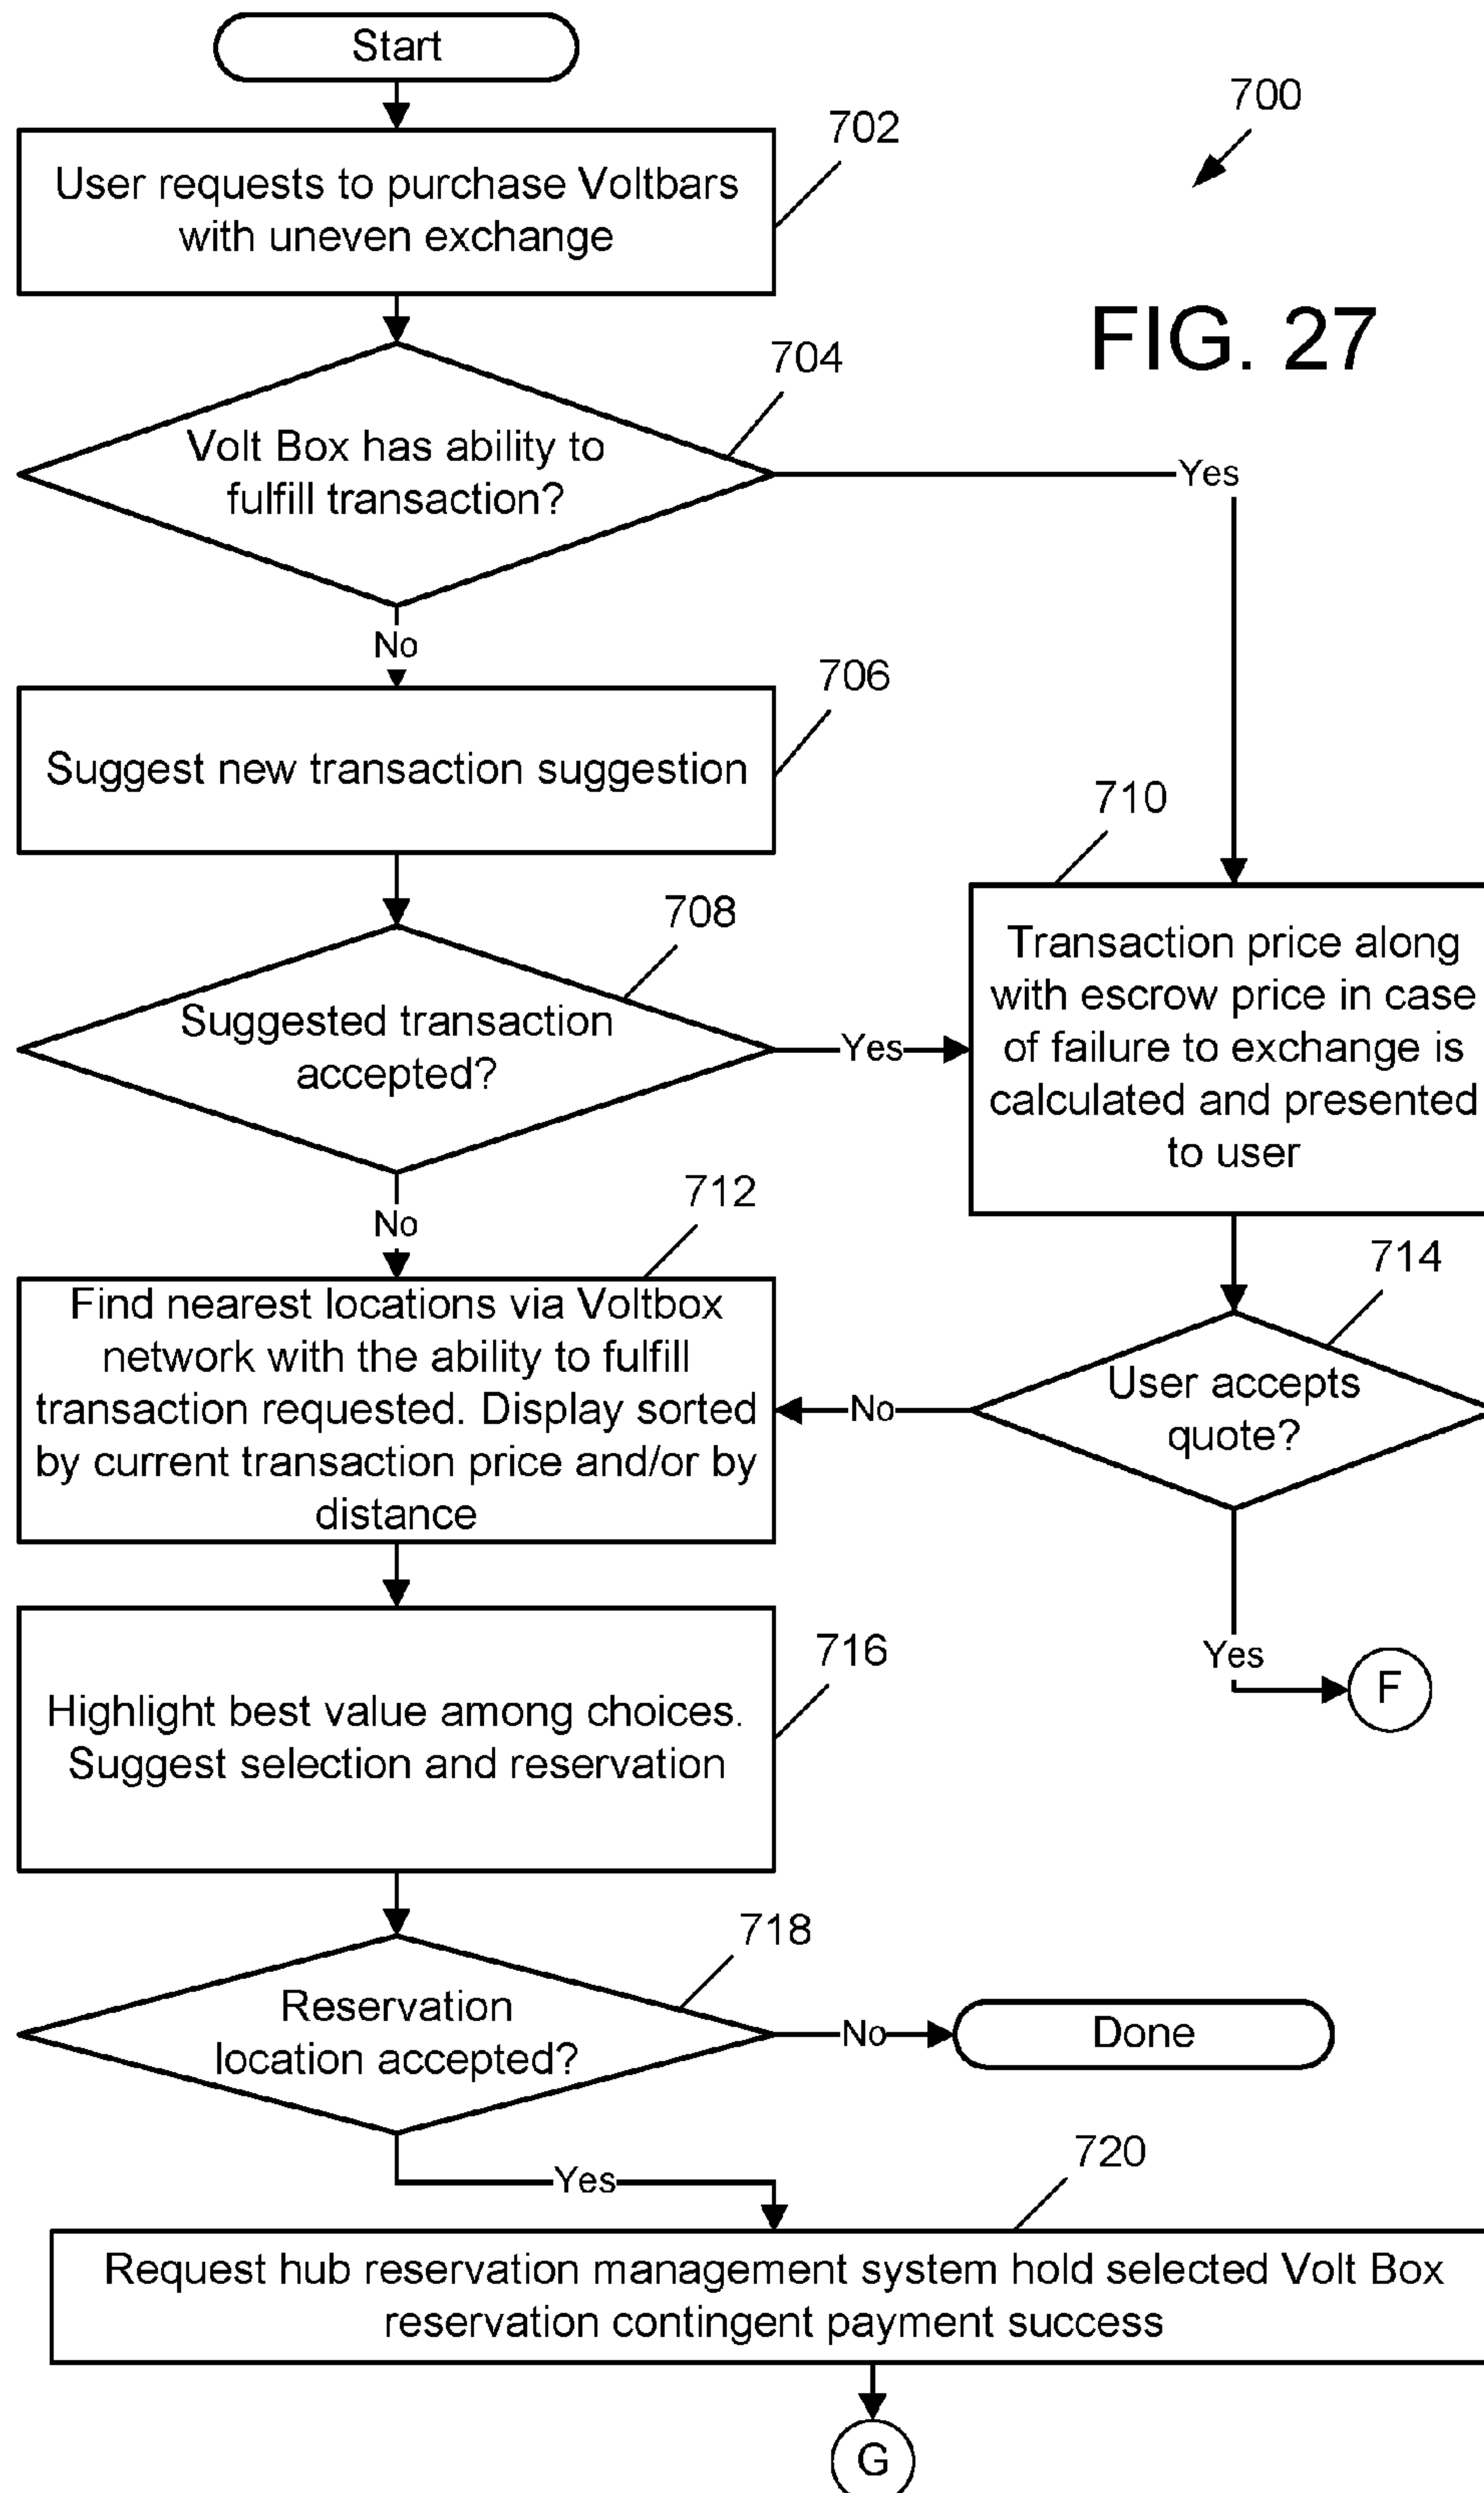 Start
700
702
User requests to purchase Voltbars
with uneven exchange
FIG. 27
704
Volt Box has ability to
fulfill transaction?
Yes
No
706
Suggest new transaction suggestion
710
708
Transaction price along
with escrow price in case
of failure to exchange is
calculated and presented
to user
Suggested transaction
accepted?
Yes
No
712
714
Find nearest locations via Voltbox
network with the ability to fulfill
transaction requested. Display sorted
by current transaction price and/or by
distance
User accepts
quote?
No
Yes
F
716
Highlight best value among choices.
Suggest selection and reservation
718
Reservation
location accepted?
No
Done
Yes
720
Request hub reservation management system hold selected Volt Box
reservation contingent payment success
G